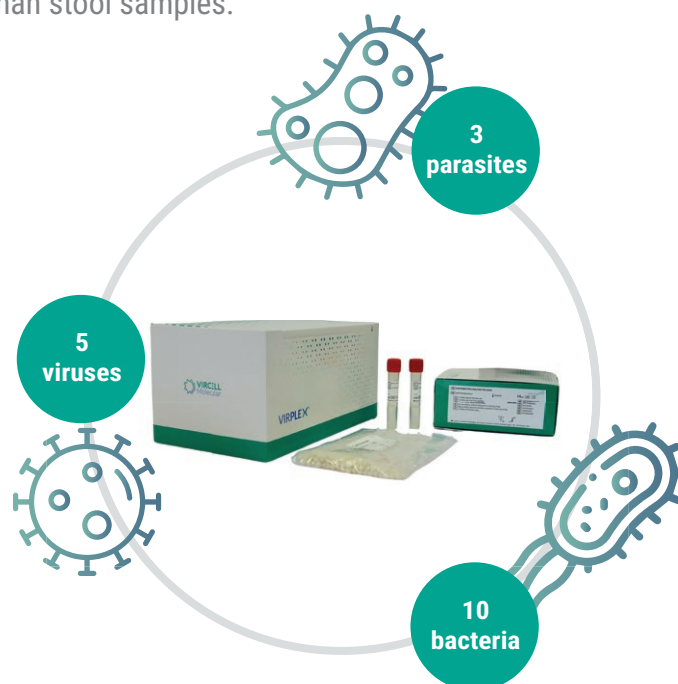 man stool samples.
3
parasites
5
viruses
VIRCELL
Molecular
VIRPLEX
10
bacteria